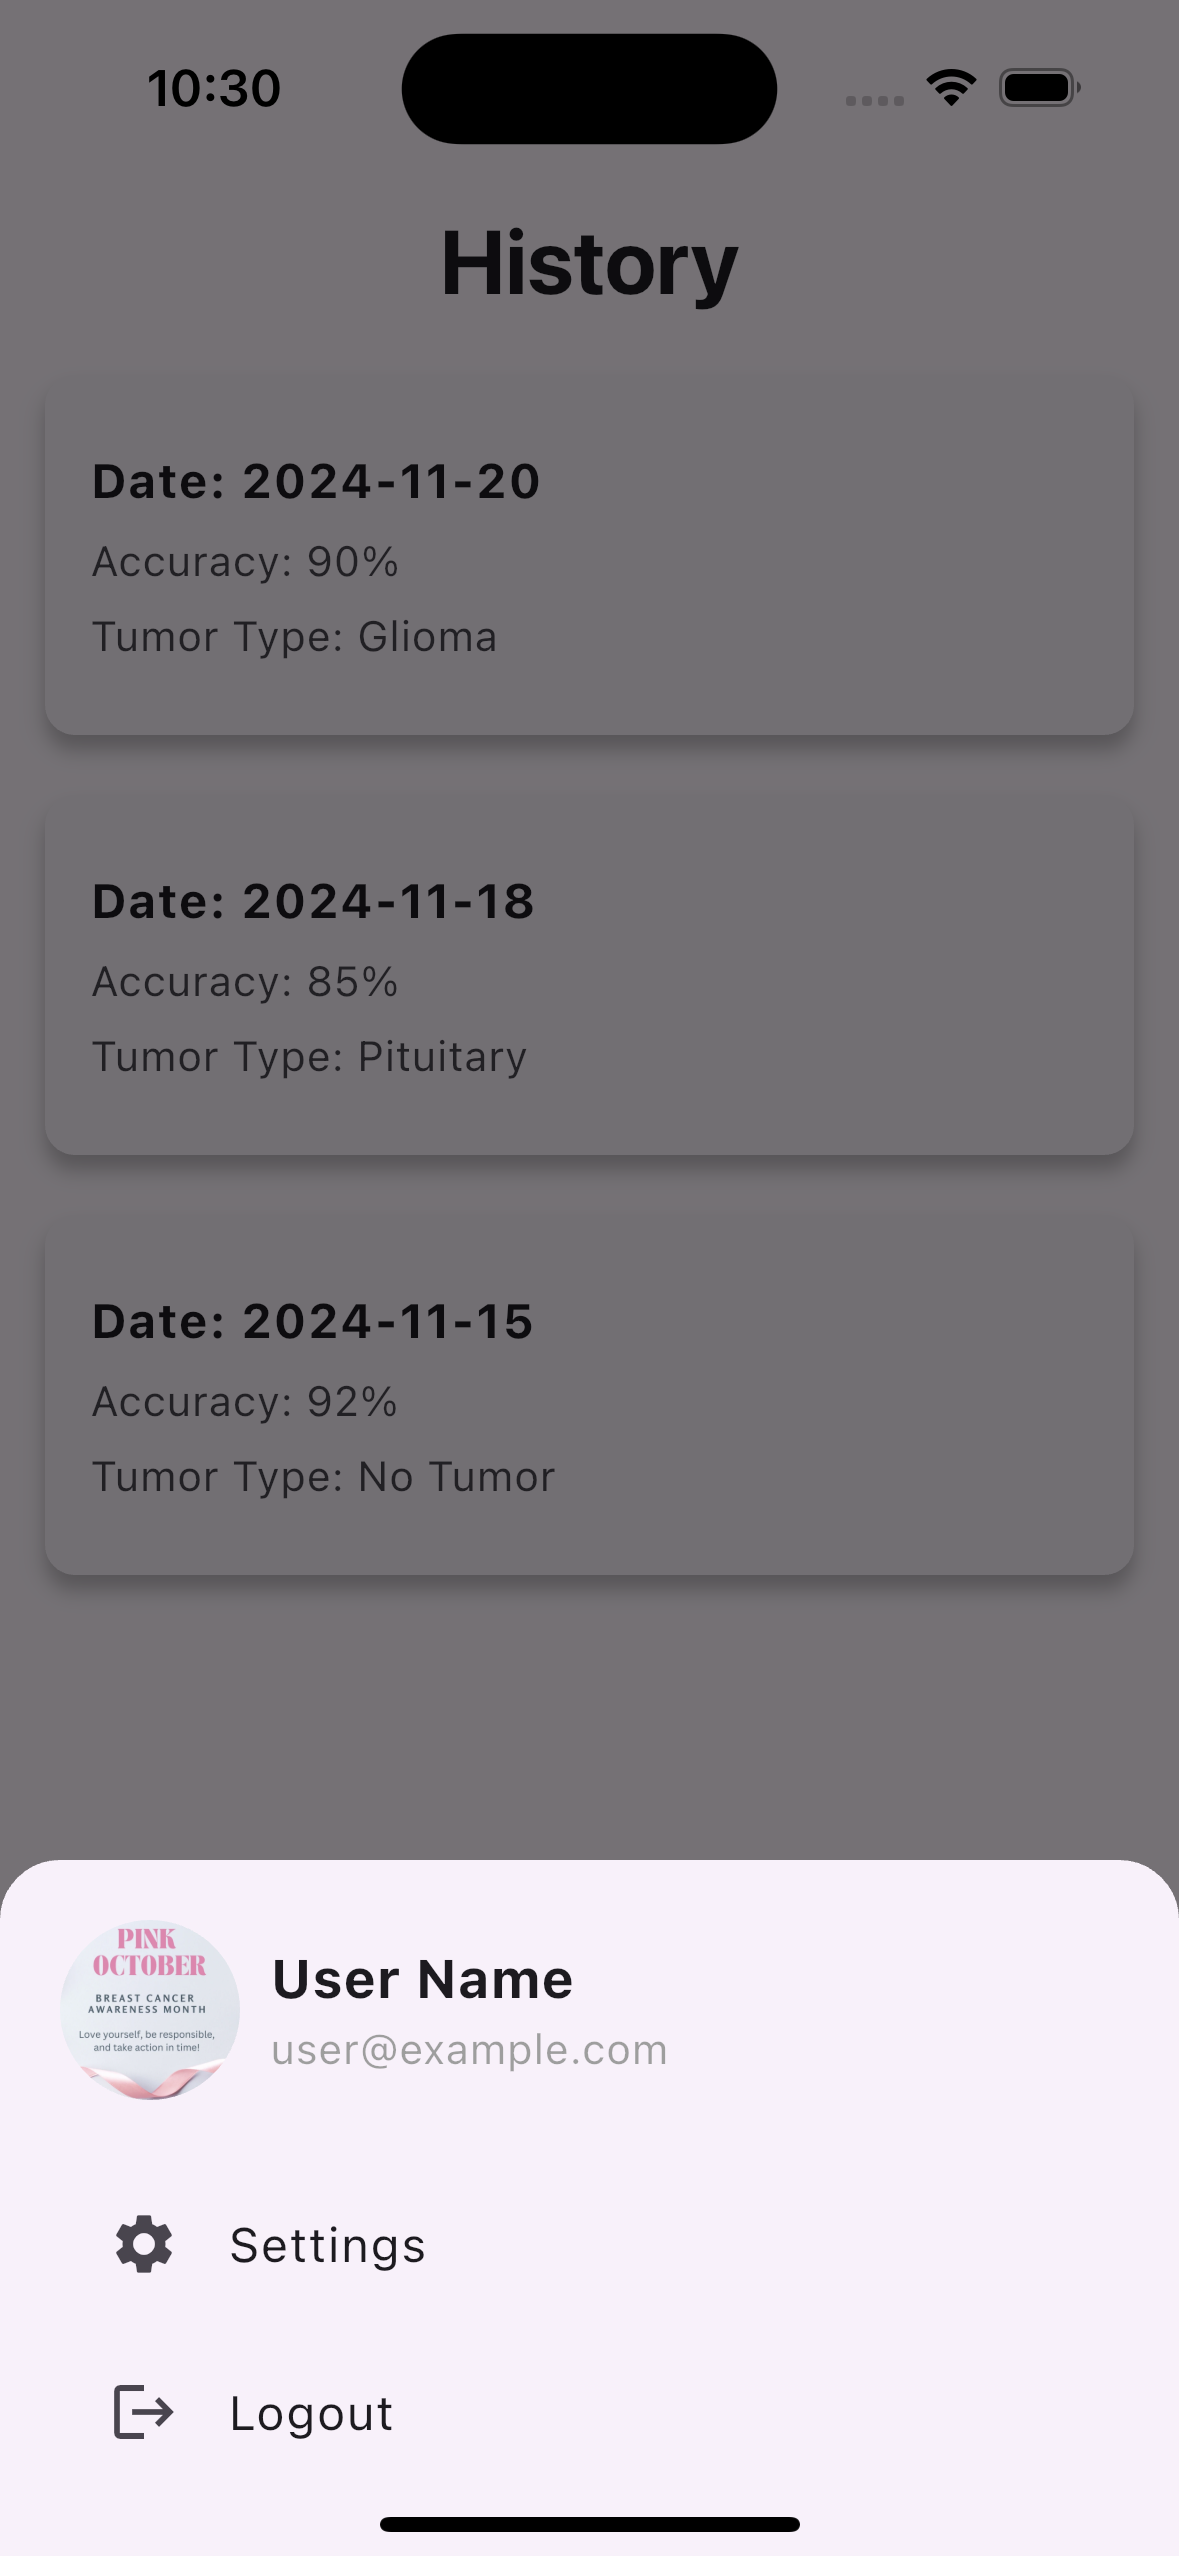 10:30
History
Date: 2024-11-20
Accuracy: 90%
Tumor Type: Glioma
Date: 2024-11-18
Accuracy: 85%
Tumor Type: Pituitary
Date: 2024-11-15
Accuracy: 92%
Tumor Type: No Tumor
PINK
OCTOBER
BREAST CANCER
AWARENESS MONTH
Love yourself, be responsible,
and take action in time!
User Name
user@example.com
Settings
Logout